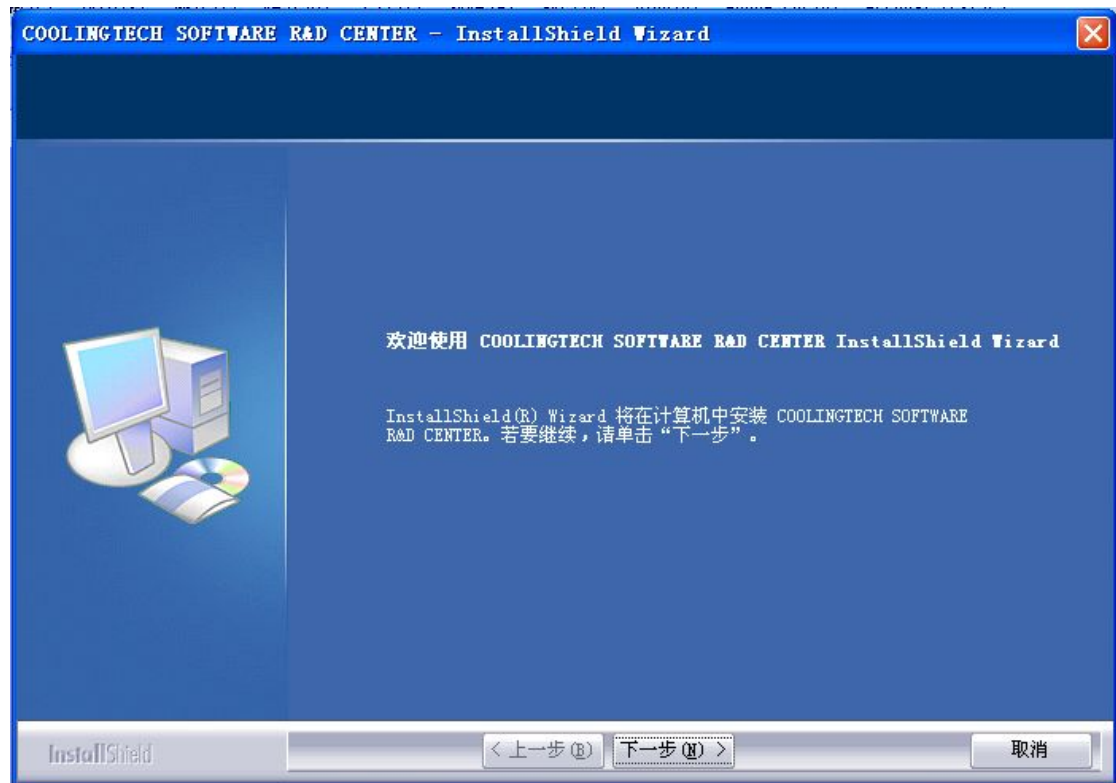 COOLINGTECH SOFTWARE R&D CENTER - InstallShield Wizard
欢迎使用 COOLINGTECH SOFTWARE R&D CENTER InstallShield Wizard
InstallShield(R) Wizard 将在计算机中安装 COOLINGTECH SOFTWARE
R&D CENTER。若要继续，请单击“下一步”。
InstallShield
< 上一步(B)
下一步(N) >
取消